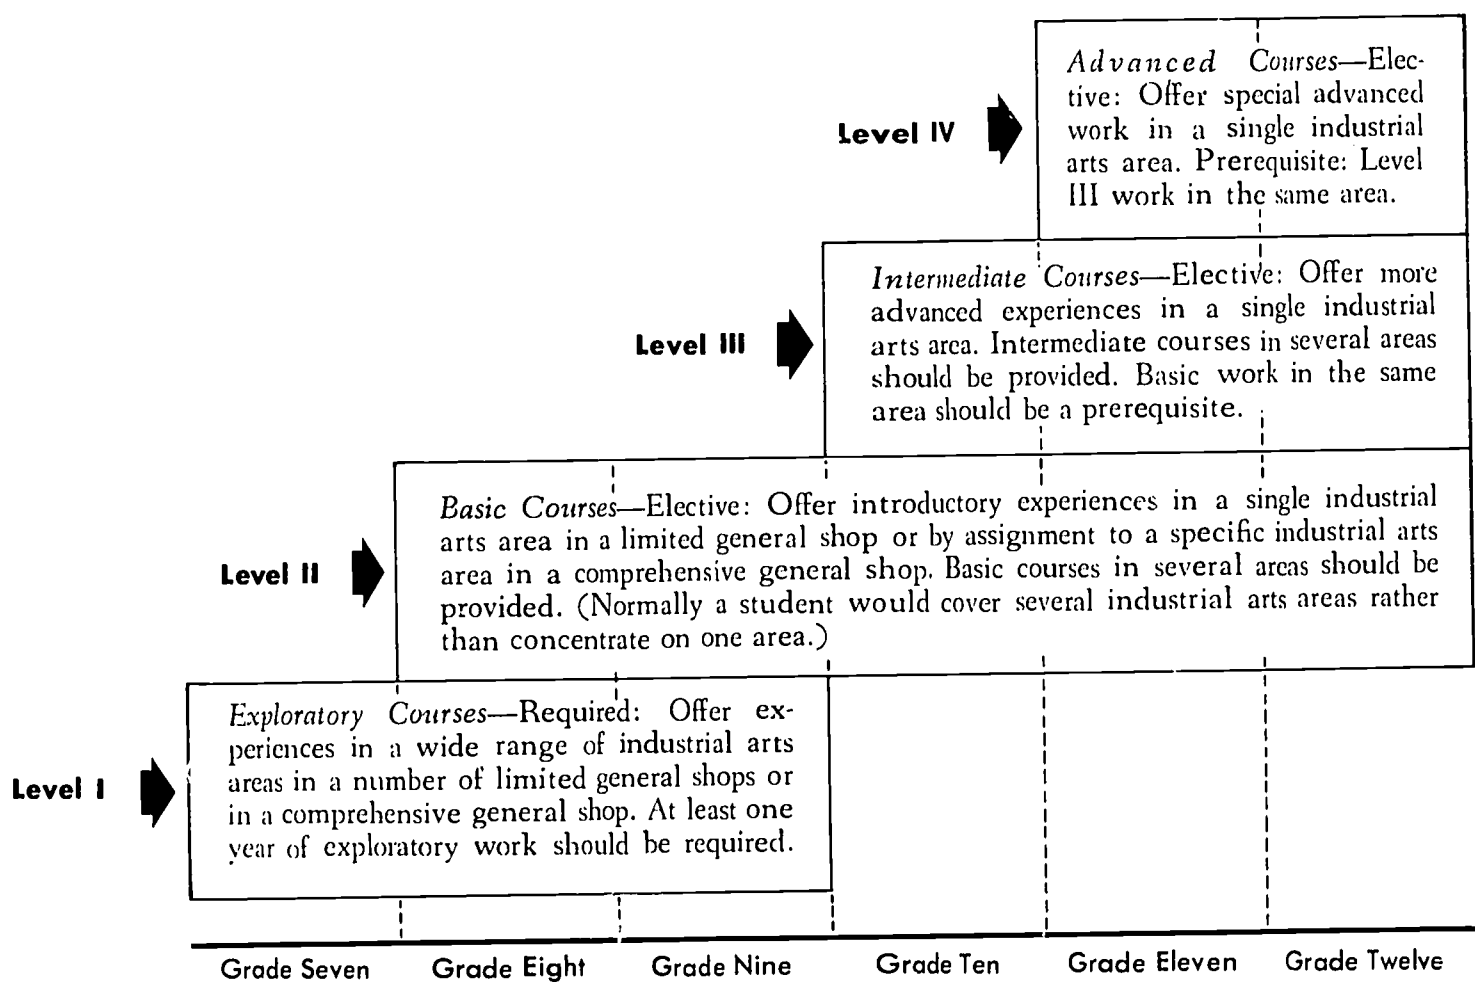 Advanced Courses—Elec-
tive: Offer special advanced
work in a single industrial
arts area. Prerequisite: Level
III work in the same area.
Level IV
Intermediate Courses—Elective: Offer more
advanced experiences in a single industrial
arts area. Intermediate courses in several areas
should be provided. Basic work in the same
area should be a prerequisite.
Level III
Basic Courses—Elective: Offer introductory experiences in a single industrial
arts area in a limited general shop or by assignment to a specific industrial arts
area in a comprehensive general shop. Basic courses in several areas should be
provided. (Normally a student would cover several industrial arts areas rather
than concentrate on one area.)
Level II
Exploratory Courses—Required: Offer ex-
periences in a wide range of industrial arts
areas in a number of limited general shops or
in a comprehensive general shop. At least one
year of exploratory work should be required.
Level I
Grade Seven Grade Eight Grade Nine Grade Ten Grade Eleven Grade Twelve